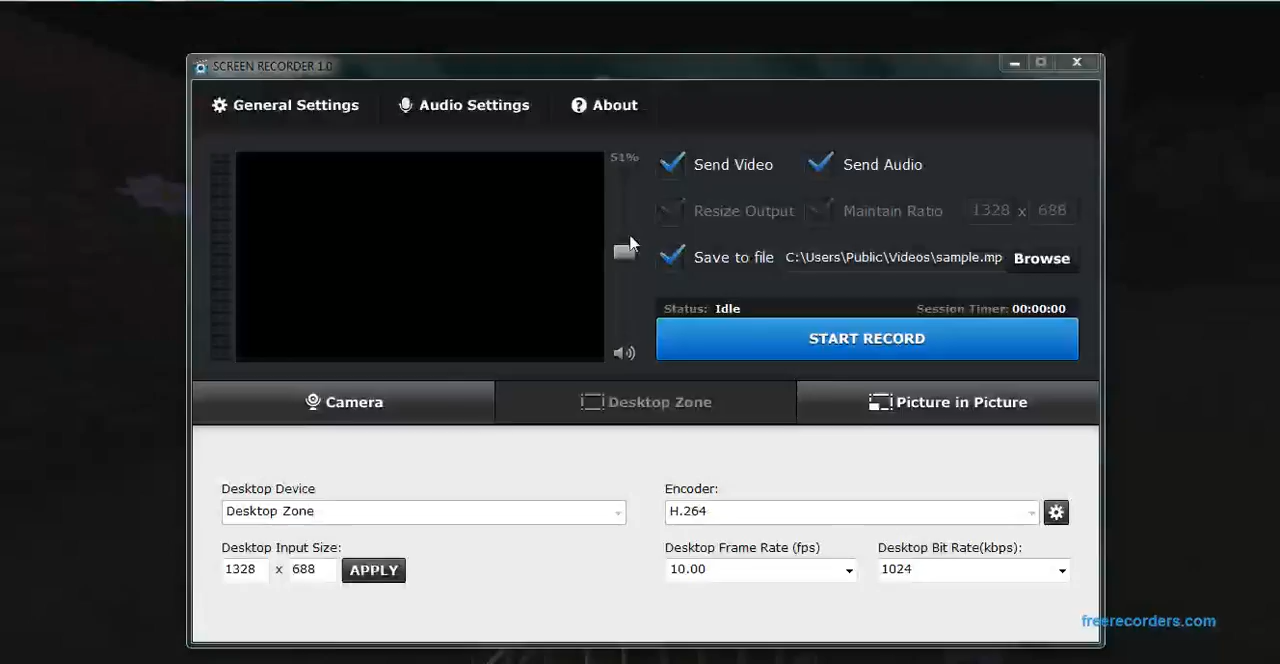 SCREEN RECORDER 1.0
General Settings
Audio Settings
About
51%
Send Video
Send Audio
Resize Output
Maintain Ratio
1328 x 688
Save to file
C:\Users\Public\Videos\sample.mp
Browse
Status: Idle
Session Timer: 00:00:00
START RECORD
Camera
Desktop Zone
Picture in Picture
Desktop Device
Desktop Zone
Encoder:
H.264
Desktop Input Size:
1328 x 688
APPLY
Desktop Frame Rate (fps)
10.00
Desktop Bit Rate(kbps):
1024
freerecorders.com